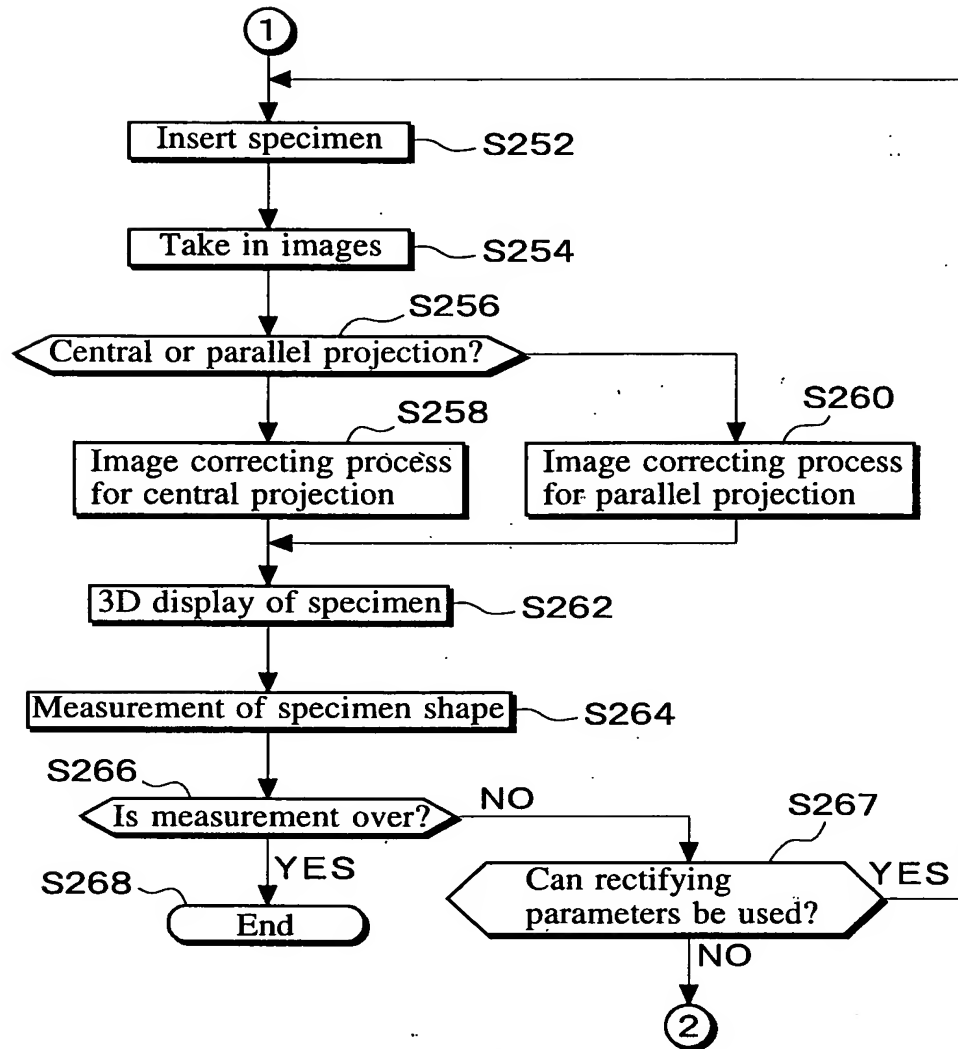 1
Insert specimen
S252
Take in images
S254
S256
Central or parallel projection?
S258
Image correcting process
for central projection
S260
Image correcting process
for parallel projection
3D display of specimen
S262
Measurement of specimen shape
S264
S266
Is measurement over?
NO
YES
S268
End
S267
Can rectifying
parameters be used?
YES
NO
2